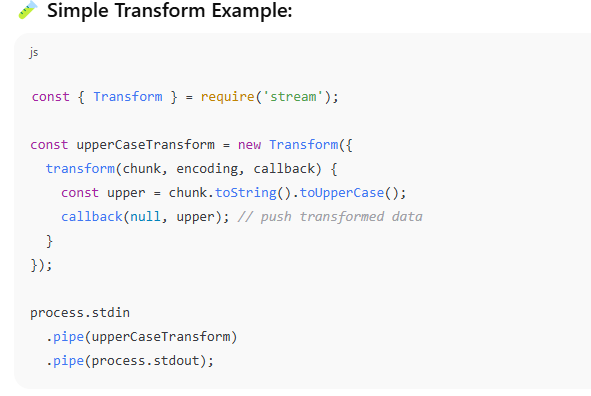 Simple Transform Example:
js
const { Transform } = require('stream');
const upperCaseTransform = new Transform({
  transform(chunk, encoding, callback) {
    const upper = chunk.toString().toUpperCase();
    callback(null, upper); // push transformed data
  }
});
process.stdin
  .pipe(upperCaseTransform)
  .pipe(process.stdout);